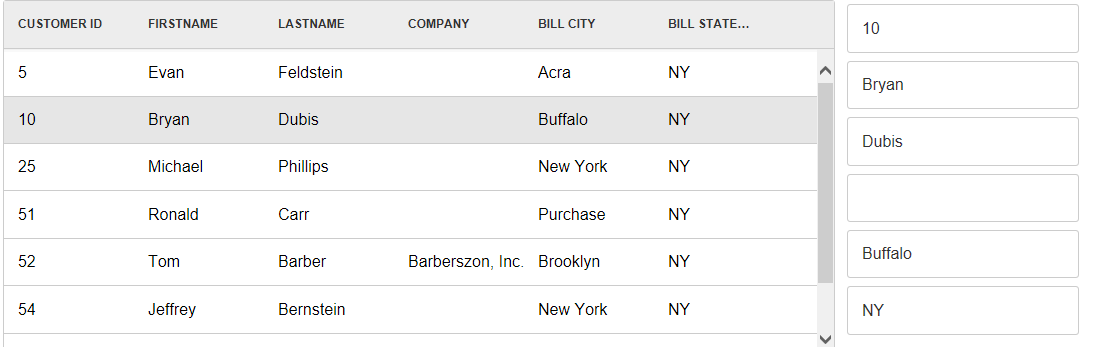 CUSTOMER ID FIRSTNAME LASTNAME COMPANY BILL CITY BILL STATE...
5 Evan Feldstein Acra NY
10 Bryan Dubis Buffalo NY
25 Michael Phillips New York NY
51 Ronald Carr Purchase NY
52 Tom Barber Barberszon, Inc. Brooklyn NY
54 Jeffrey Bernstein New York NY
10
Bryan
Dubis
Buffalo
NY